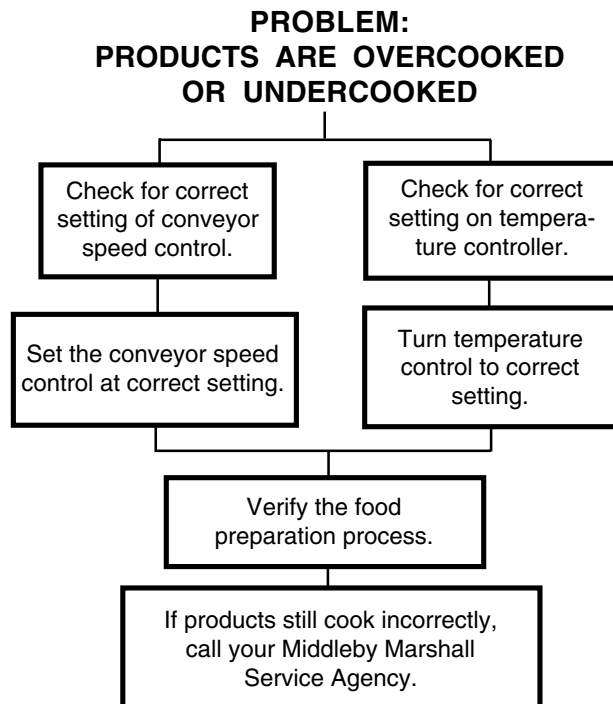 PROBLEM:
PRODUCTS ARE OVERCOOKED
OR UNDERCOOKED
Check for correct
setting of conveyor
speed control.
Set the conveyor speed
control at correct setting.
Check for correct
setting on tempera-
ture controller.
Turn temperature
control to correct
setting.
Verify the food
preparation process.
If products still cook incorrectly,
call your Middleby Marshall
Service Agency.